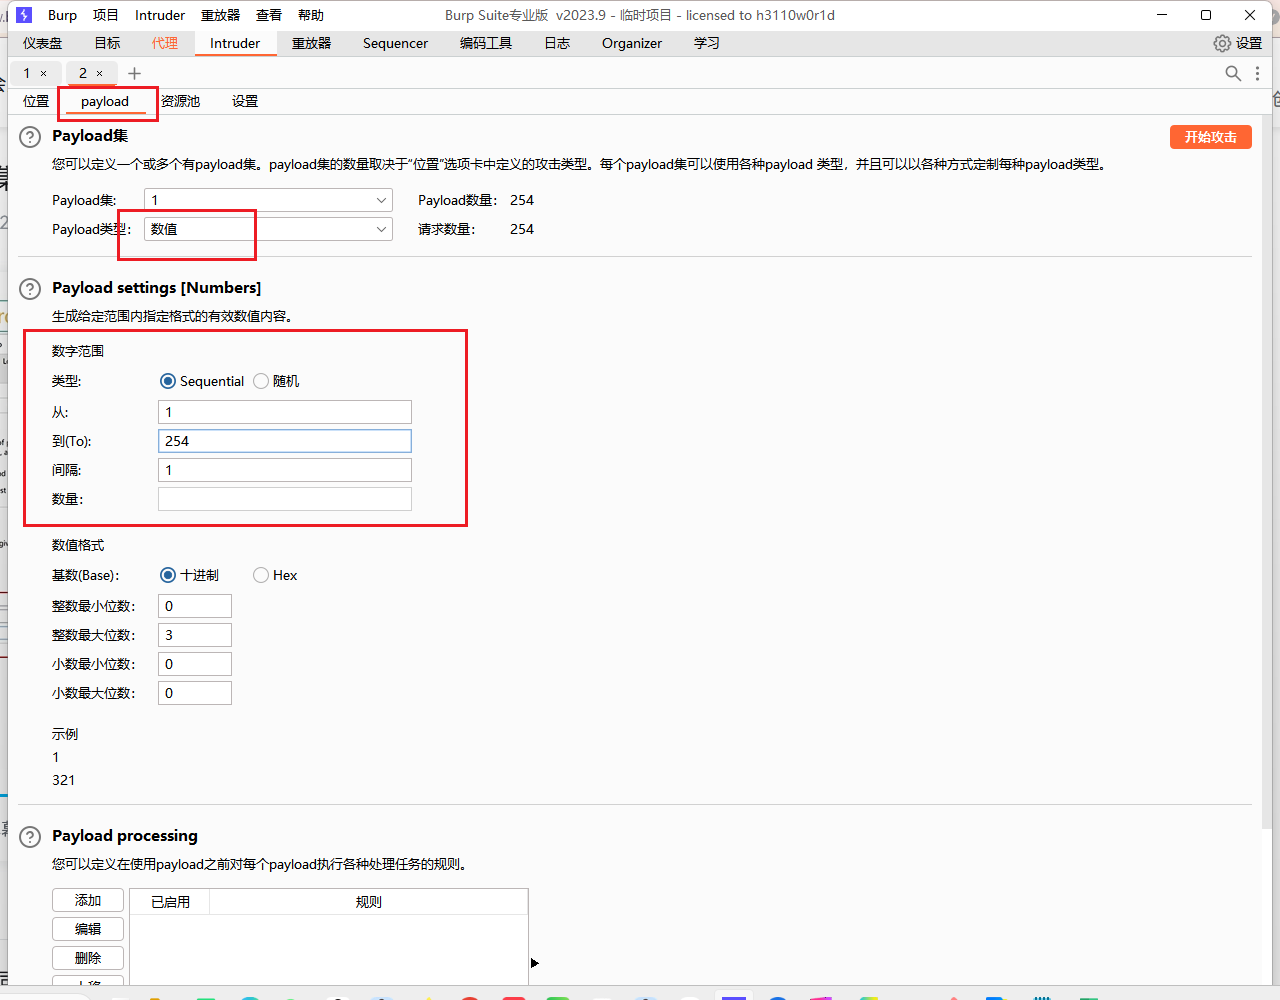 Burp 项目 Intruder 重放器 查看 帮助 Burp Suite专业版 v2023.9 - 临时项目 - licensed to h3110w0r1d
仪表盘 目标 代理 Intruder 重放器 Sequencer 编码工具 日志 Organizer 学习 设置
1 × 2 × +
位置 payload 资源池 设置
Payload集 开始攻击
您可以定义一个或多个有payload集。payload集的数量取决于“位置”选项卡中定义的攻击类型。每个payload集可以使用各种payload 类型，并且可以以各种方式定制每种payload类型。
Payload集: 1 Payload数量： 254
Payload类型： 数值 请求数量： 254
Payload settings [Numbers]
生成给定范围内指定格式的有效数值内容。
数字范围
类型: Sequential 随机
从: 1
到(To): 254
间隔: 1
数量:
数值格式
基数(Base)： 十进制 Hex
整数最小位数： 0
整数最大位数： 3
小数最小位数： 0
小数最大位数： 0
示例
1
321
Payload processing
您可以定义在使用payload之前对每个payload执行各种处理任务的规则。
添加 已启用 规则
编辑
删除
上移